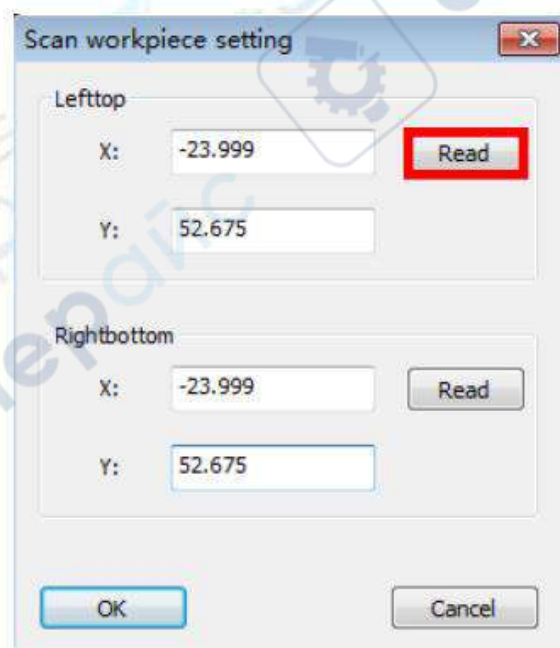 Scan workpiece setting
Lefttop
X: -23.999 Read
Y: 52.675
Rightbottom
X: -23.999 Read
Y: 52.675
OK Cancel